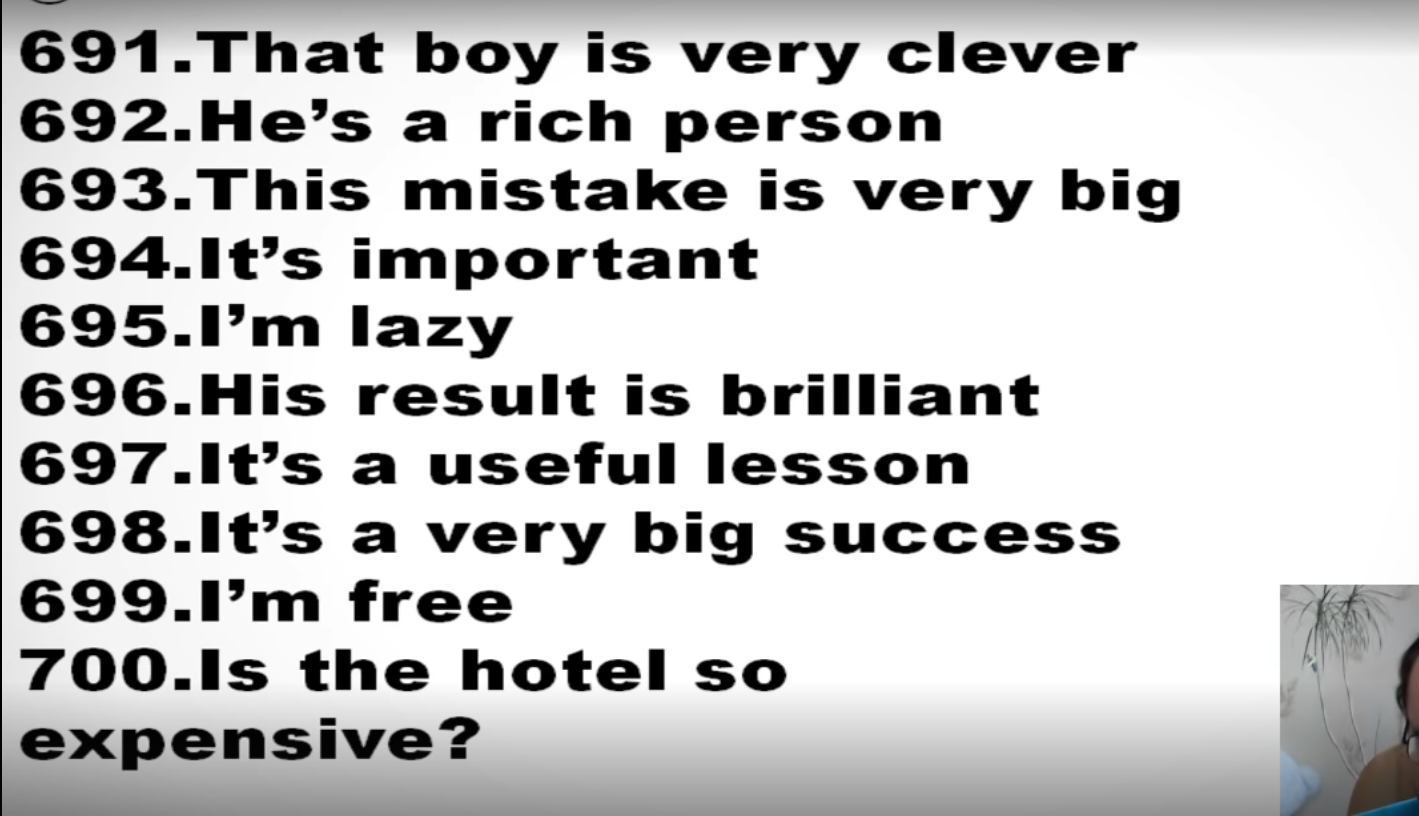 691.That boy is very clever
692.He’s a rich person
693.This mistake is very big
694.It’s important
695.I’m lazy
696.His result is brilliant
697.It’s a useful lesson
698.It’s a very big success
699.I’m free
700.Is the hotel so
expensive?